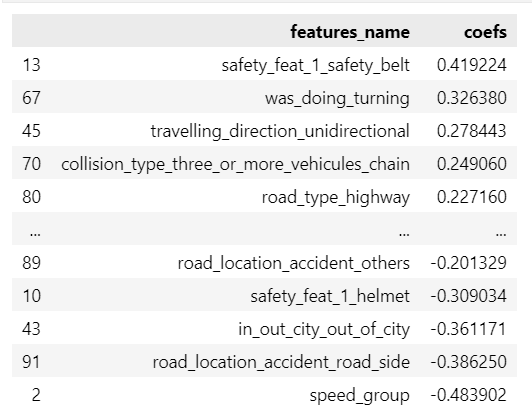 features_name coefs
13 safety_feat_1_safety_belt 0.419224
67 was_doing_turning 0.326380
45 travelling_direction_unidirectional 0.278443
70 collision_type_three_or_more_vehicules_chain 0.249060
80 road_type_highway 0.227160
... ... ...
89 road_location_accident_others -0.201329
10 safety_feat_1_helmet -0.309034
43 in_out_city_out_of_city -0.361171
91 road_location_accident_road_side -0.386250
2 speed_group -0.483902